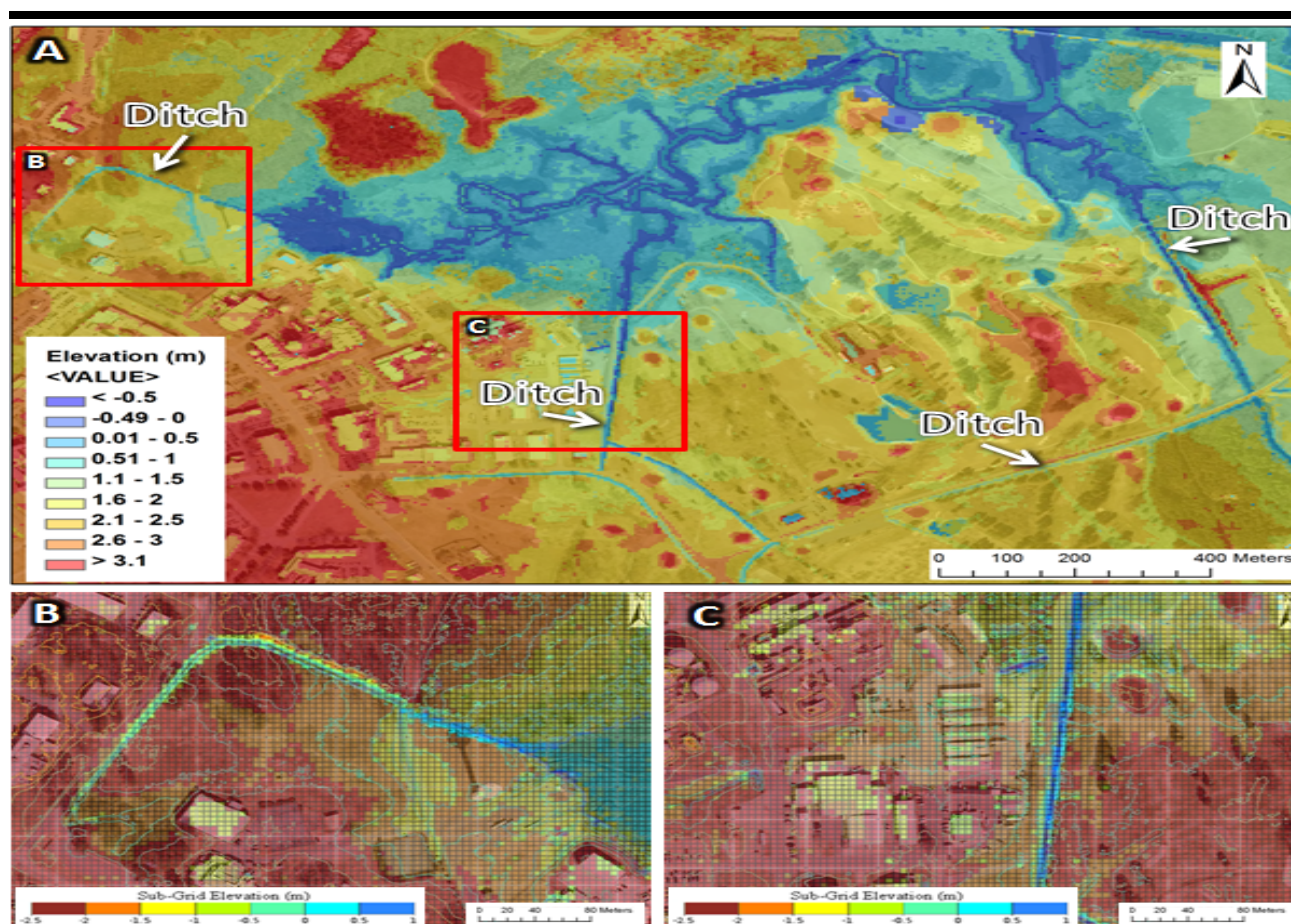 A
N
Ditch
B
Ditch
C
Ditch
Ditch
Elevation (m)
<VALUE>
< -0.5
-0.49 - 0
0.01 - 0.5
0.51 - 1
1.1 - 1.5
1.6 - 2
2.1 - 2.5
2.6 - 3
> 3.1
0 100 200 400 Meters
B
C
Sub-Grid Elevation (m)
-2.5 -2 -1.5 -1 -0.5 0 0.5 1
0 20 40 80 Meters
Sub-Grid Elevation (m)
-2.5 -2 -1.5 -1 -0.5 0 0.5 1
0 20 40 80 Meters